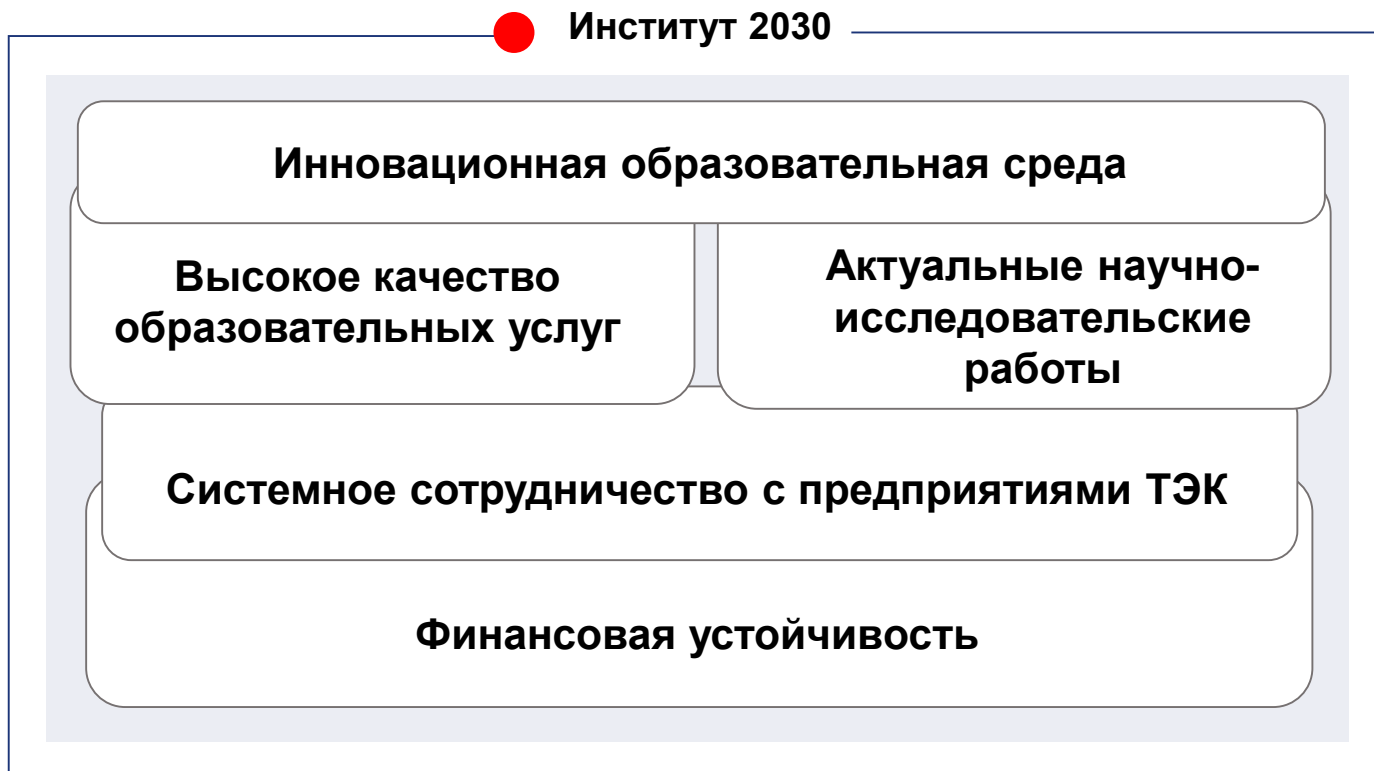 Институт 2030
Инновационная образовательная среда
Высокое качество
образовательных услуг
Актуальные научно-
исследовательские
работы
Системное сотрудничество с предприятиями ТЭК
Финансовая устойчивость